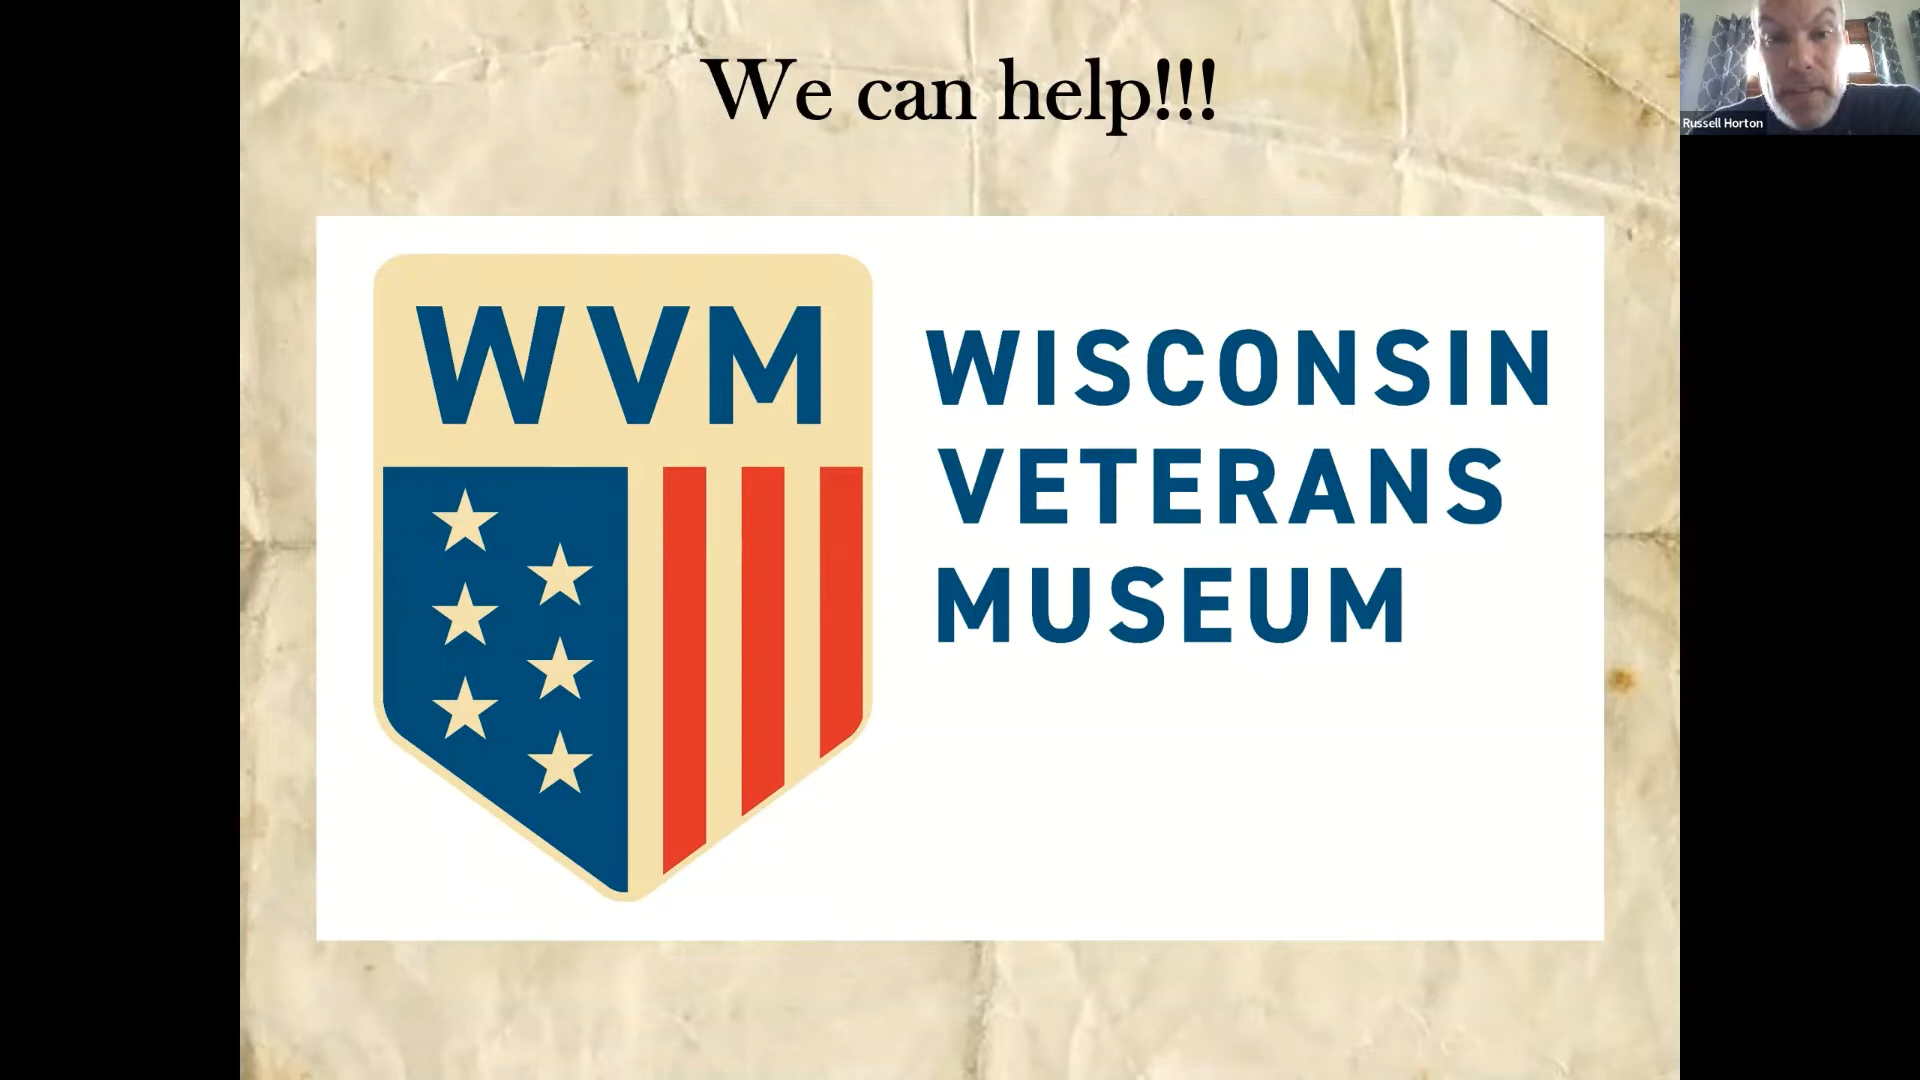 We can help!!!
Russell Horton
WVM
WISCONSIN
VETERANS
MUSEUM